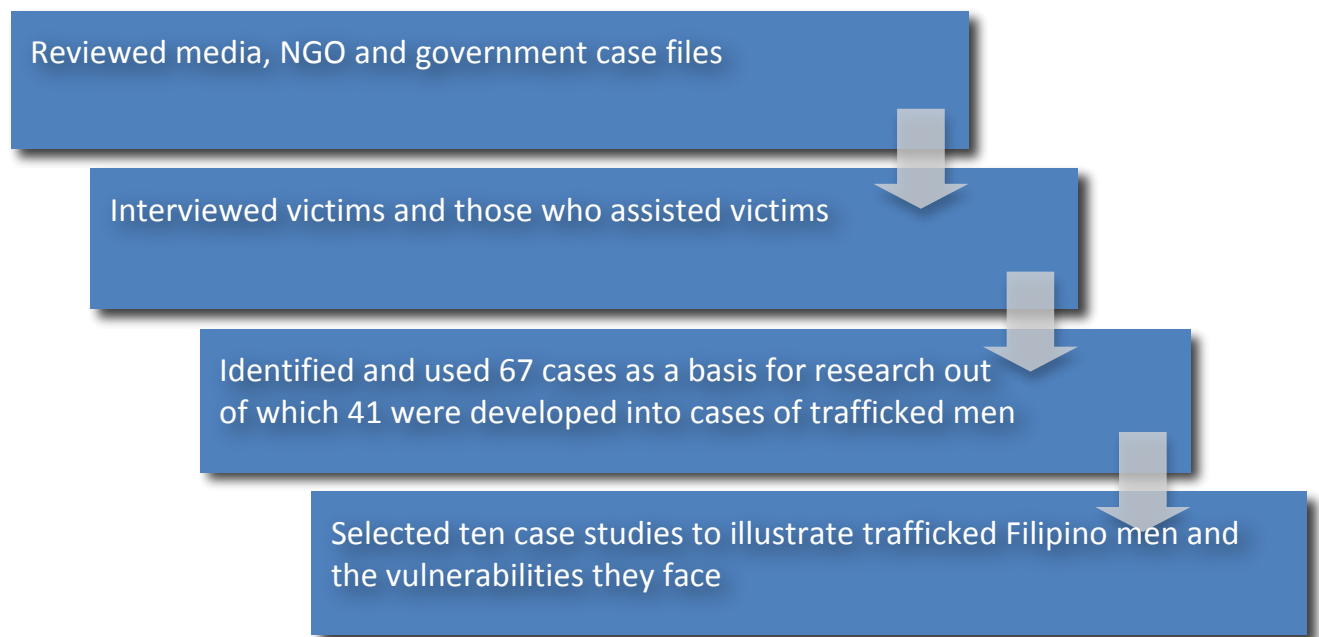 Reviewed media, NGO and government case files
Interviewed victims and those who assisted victims
Identified and used 67 cases as a basis for research out
of which 41 were developed into cases of trafficked men
Selected ten case studies to illustrate trafficked Filipino men and
the vulnerabilities they face